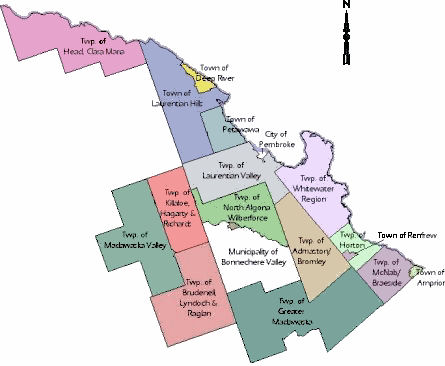 Twp. of
Head, Clara Maria
Town of
Deep River
Town of
Laurentian Hills
Town of
Petawawa
City of
Pembroke
Twp. of
Laurentian Valley
Twp. of
Whitewater
Region
Twp. of
Killaloe,
Hagarty &
Richards
Twp. of
North Algona
Wilberforce
Twp. of
Madawaska Valley
Twp. of
Horton
Town of Renfrew
Twp. of
Admaston/
Bromley
Municipality of
Bonnechere Valley
Twp. of
McNab/
Braeside
Town of
Arnprior
Twp. of
Brudenell,
Lyndoch &
Raglan
Twp. of
Greater
Madawaska